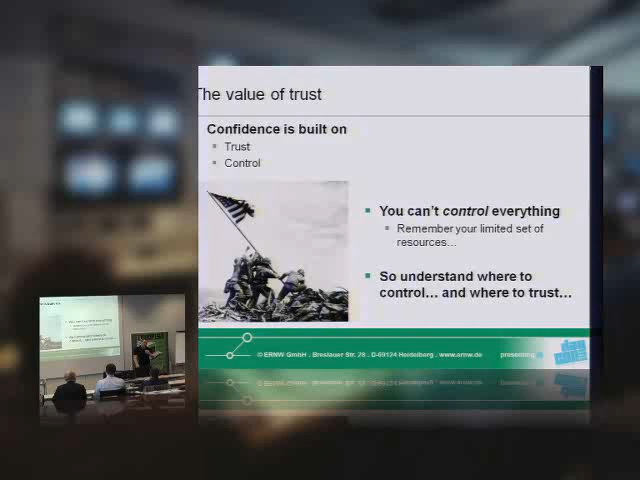 The value of trust
Confidence is built on
Trust
Control
You can't control everything
Remember your limited set of
resources…
So understand where to
control… and where to trust…
© ERNW GmbH . Breslauer Str. 28 . D-69124 Heidelberg . www.ernw.de
presenting